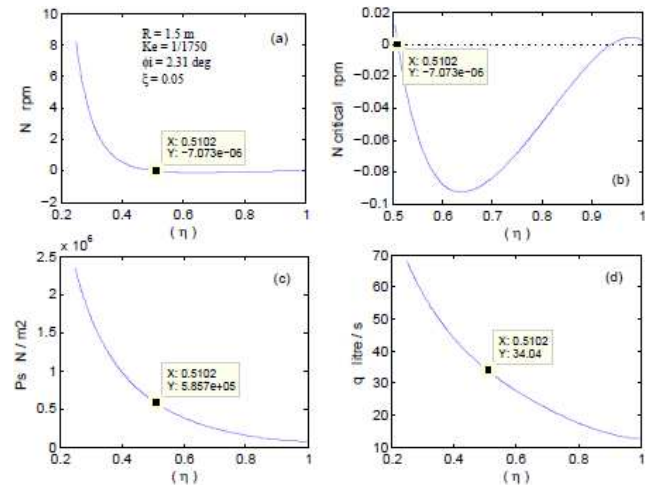 10
8
6
4
2
0
−2
N rpm
R = 1.5 m
Ke = 1/1750
ϕi = 2.31 deg
ξ = 0.05
(a)
X: 0.5102
Y: −7.073e−06
0.2 0.4 0.6 0.8 1
( η )
0.02
0
−0.02
−0.04
−0.06
−0.08
−0.1
N critical rpm
X: 0.5102
Y: −7.073e−06
(b)
0.5 0.6 0.7 0.8 0.9 1
( η )
x 10⁶
2.5
2
1.5
1
0.5
0
Ps N / m2
(c)
X: 0.5102
Y: 5.857e+05
0.2 0.4 0.6 0.8 1
( η )
70
60
50
40
30
20
10
q litre / s
(d)
X: 0.5102
Y: 34.04
0.2 0.4 0.6 0.8 1
( η )